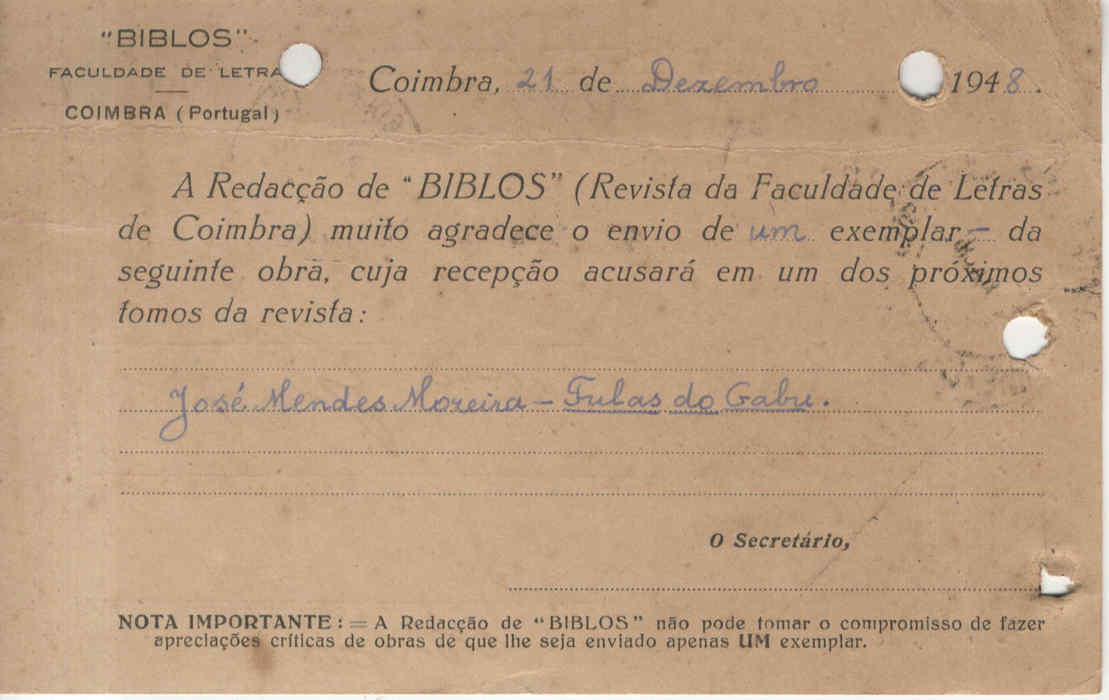 "BIBLOS"
FACULDADE DE LETRA
COIMBRA (Portugal)
Coimbra, 21 de Dezembro 1948.
A Redacção de "BIBLOS" (Revista da Faculdade de Letras
de Coimbra) muito agradece o envio de um exemplar – da
seguinte obra, cuja recepção acusará em um dos próximos
tomos da revista:
José Mendes Moreira – Fulas do Gabu.
O Secretário,
NOTA IMPORTANTE: = A Redacção de "BIBLOS" não pode tomar o compromisso de fazer
apreciações críticas de obras de que lhe seja enviado apenas UM exemplar.